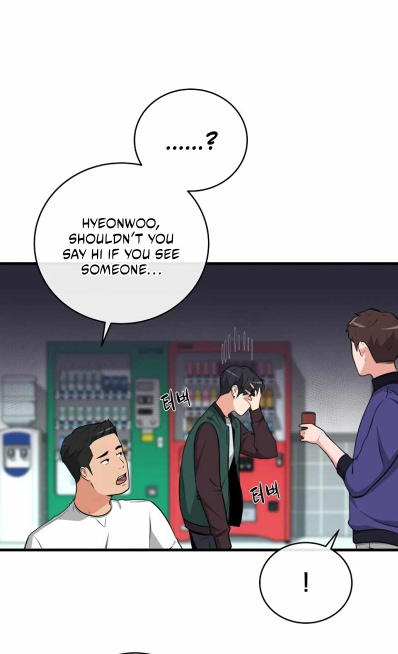 ......?
HYEONWOO,
SHOULDN'T YOU
SAY HI IF YOU SEE
SOMEONE...
터벅
터벅
!